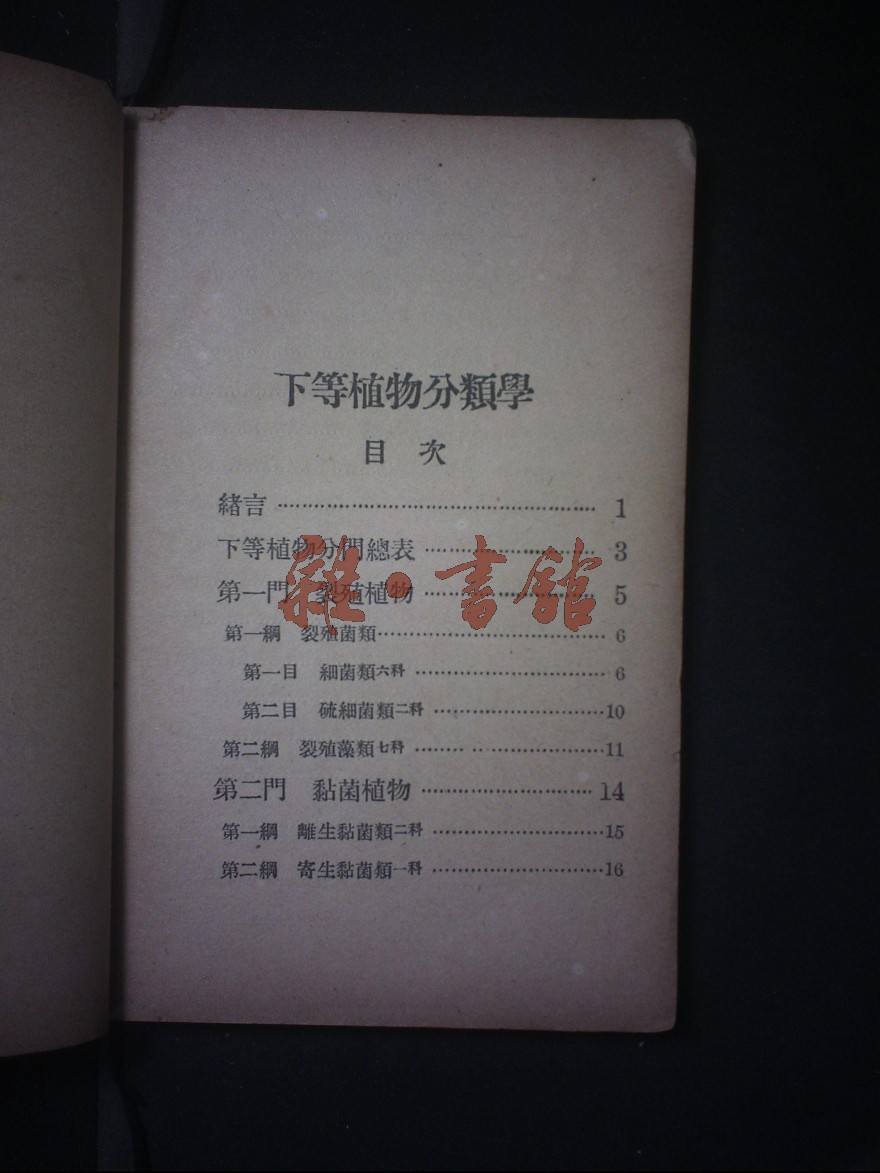 下等植物分類學
目次
緒言 1
下等植物分門總表 3
第一門 裂殖植物 5
第一綱 裂殖菌類 6
第一目 細菌類六科 6
第二目 硫細菌類二科 10
第二綱 裂殖藻類七科 11
第二門 黏菌植物 14
第一綱 離生黏菌類二科 15
第二綱 寄生黏菌類一科 16
雜·書館